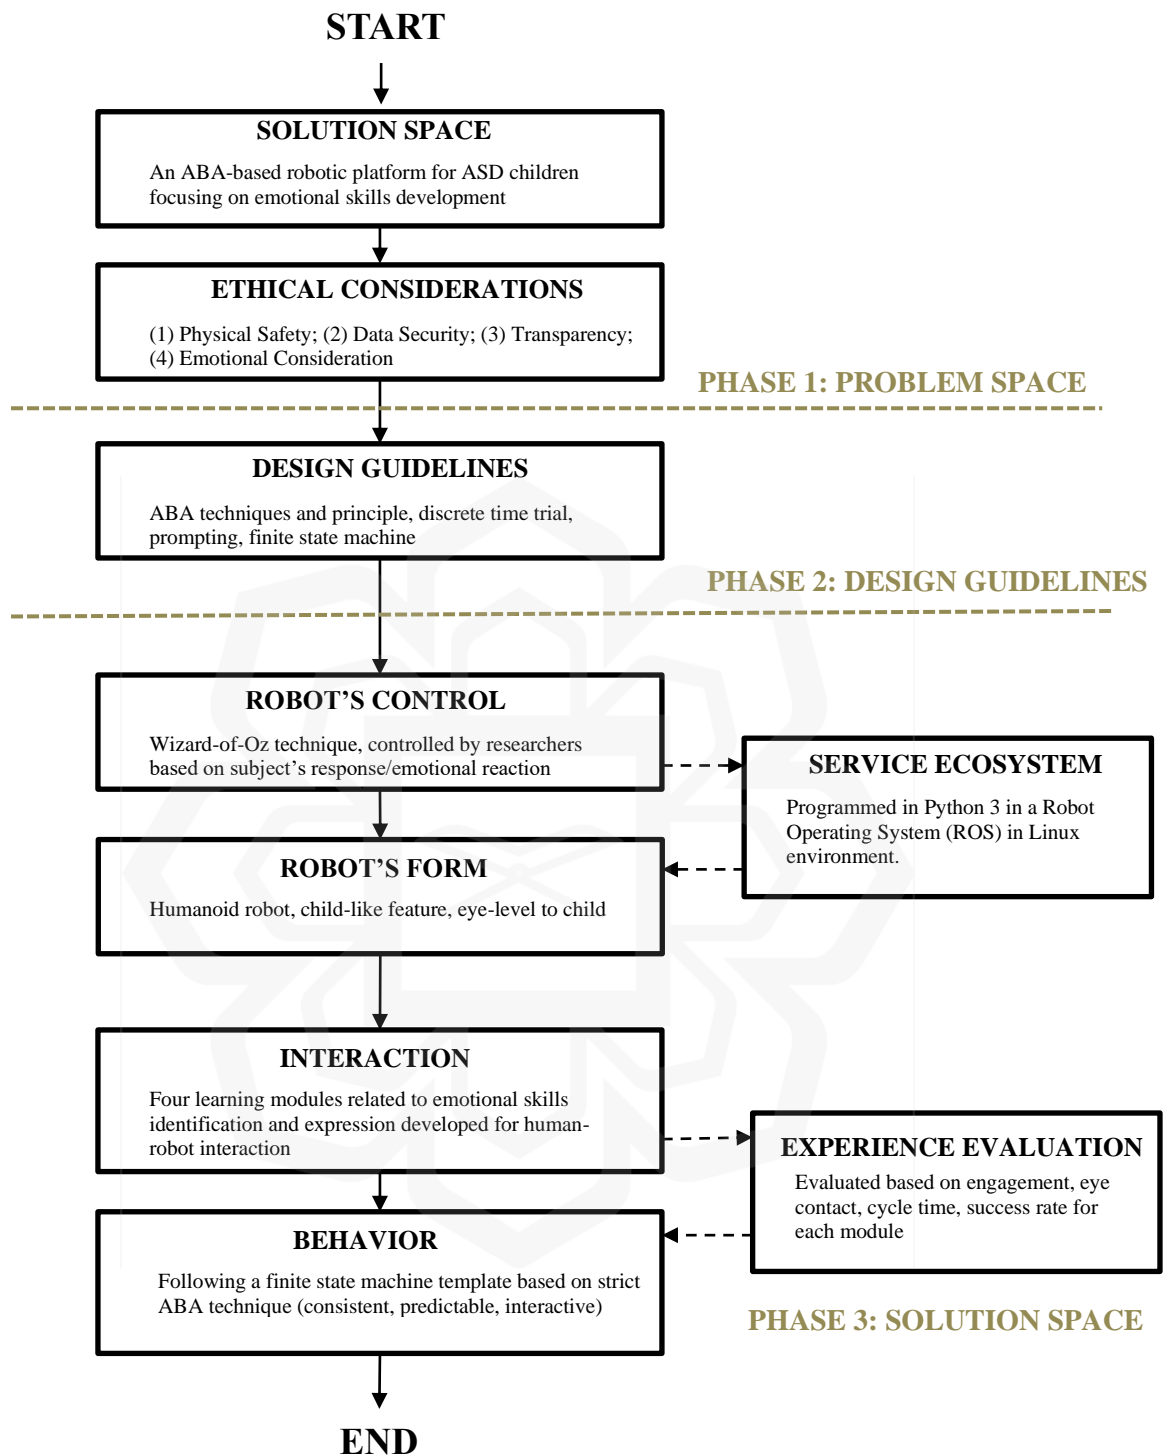 START
SOLUTION SPACE
An ABA-based robotic platform for ASD children
focusing on emotional skills development
ETHICAL CONSIDERATIONS
(1) Physical Safety; (2) Data Security; (3) Transparency;
(4) Emotional Consideration
PHASE 1: PROBLEM SPACE
DESIGN GUIDELINES
ABA techniques and principle, discrete time trial,
prompting, finite state machine
PHASE 2: DESIGN GUIDELINES
ROBOT’S CONTROL
Wizard-of-Oz technique, controlled by researchers
based on subject’s response/emotional reaction
SERVICE ECOSYSTEM
Programmed in Python 3 in a Robot
Operating System (ROS) in Linux
environment.
ROBOT’S FORM
Humanoid robot, child-like feature, eye-level to child
INTERACTION
Four learning modules related to emotional skills
identification and expression developed for human-
robot interaction
EXPERIENCE EVALUATION
Evaluated based on engagement, eye
contact, cycle time, success rate for
each module
BEHAVIOR
Following a finite state machine template based on strict
ABA technique (consistent, predictable, interactive)
PHASE 3: SOLUTION SPACE
END